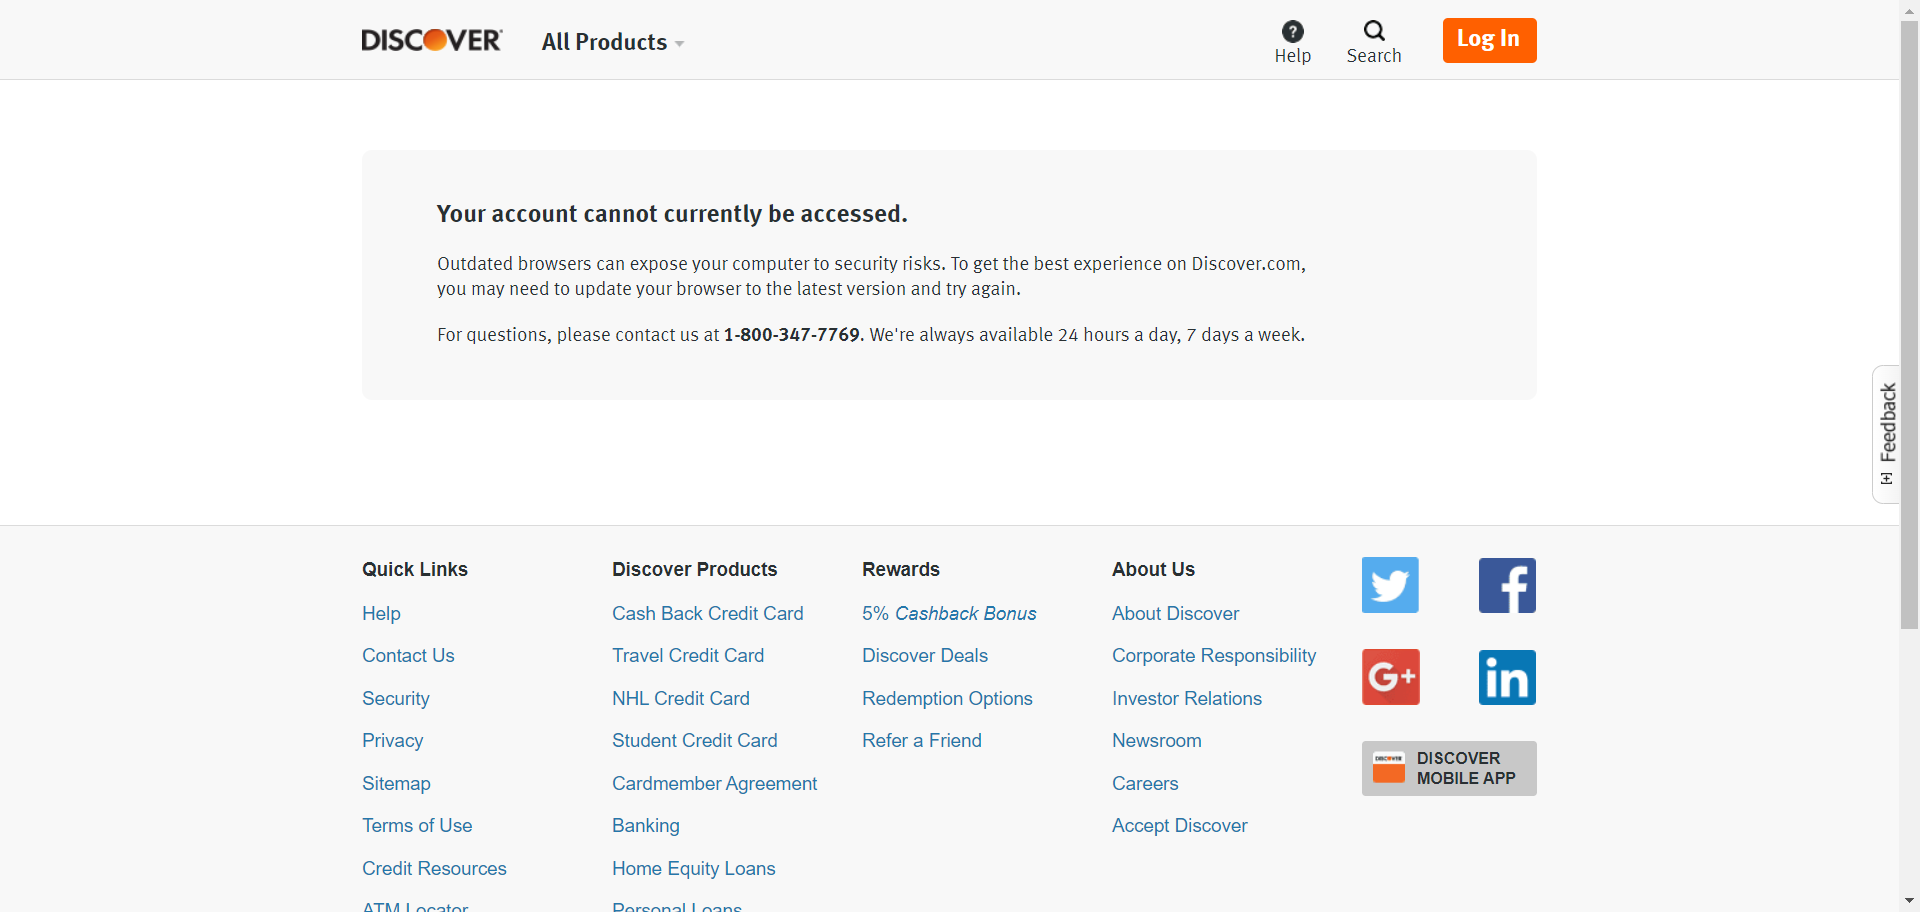 DISCOVER
All Products
Help
Search
Log In
Your account cannot currently be accessed.
Outdated browsers can expose your computer to security risks. To get the best experience on Discover.com,
you may need to update your browser to the latest version and try again.
For questions, please contact us at 1-800-347-7769. We're always available 24 hours a day, 7 days a week.
[+] Feedback
Quick Links
Help
Contact Us
Security
Privacy
Sitemap
Terms of Use
Credit Resources
ATM Locator
Discover Products
Cash Back Credit Card
Travel Credit Card
NHL Credit Card
Student Credit Card
Cardmember Agreement
Banking
Home Equity Loans
Personal Loans
Rewards
5% Cashback Bonus
Discover Deals
Redemption Options
Refer a Friend
About Us
About Discover
Corporate Responsibility
Investor Relations
Newsroom
Careers
Accept Discover
G+
in
DISCOVER
DISCOVER
MOBILE APP